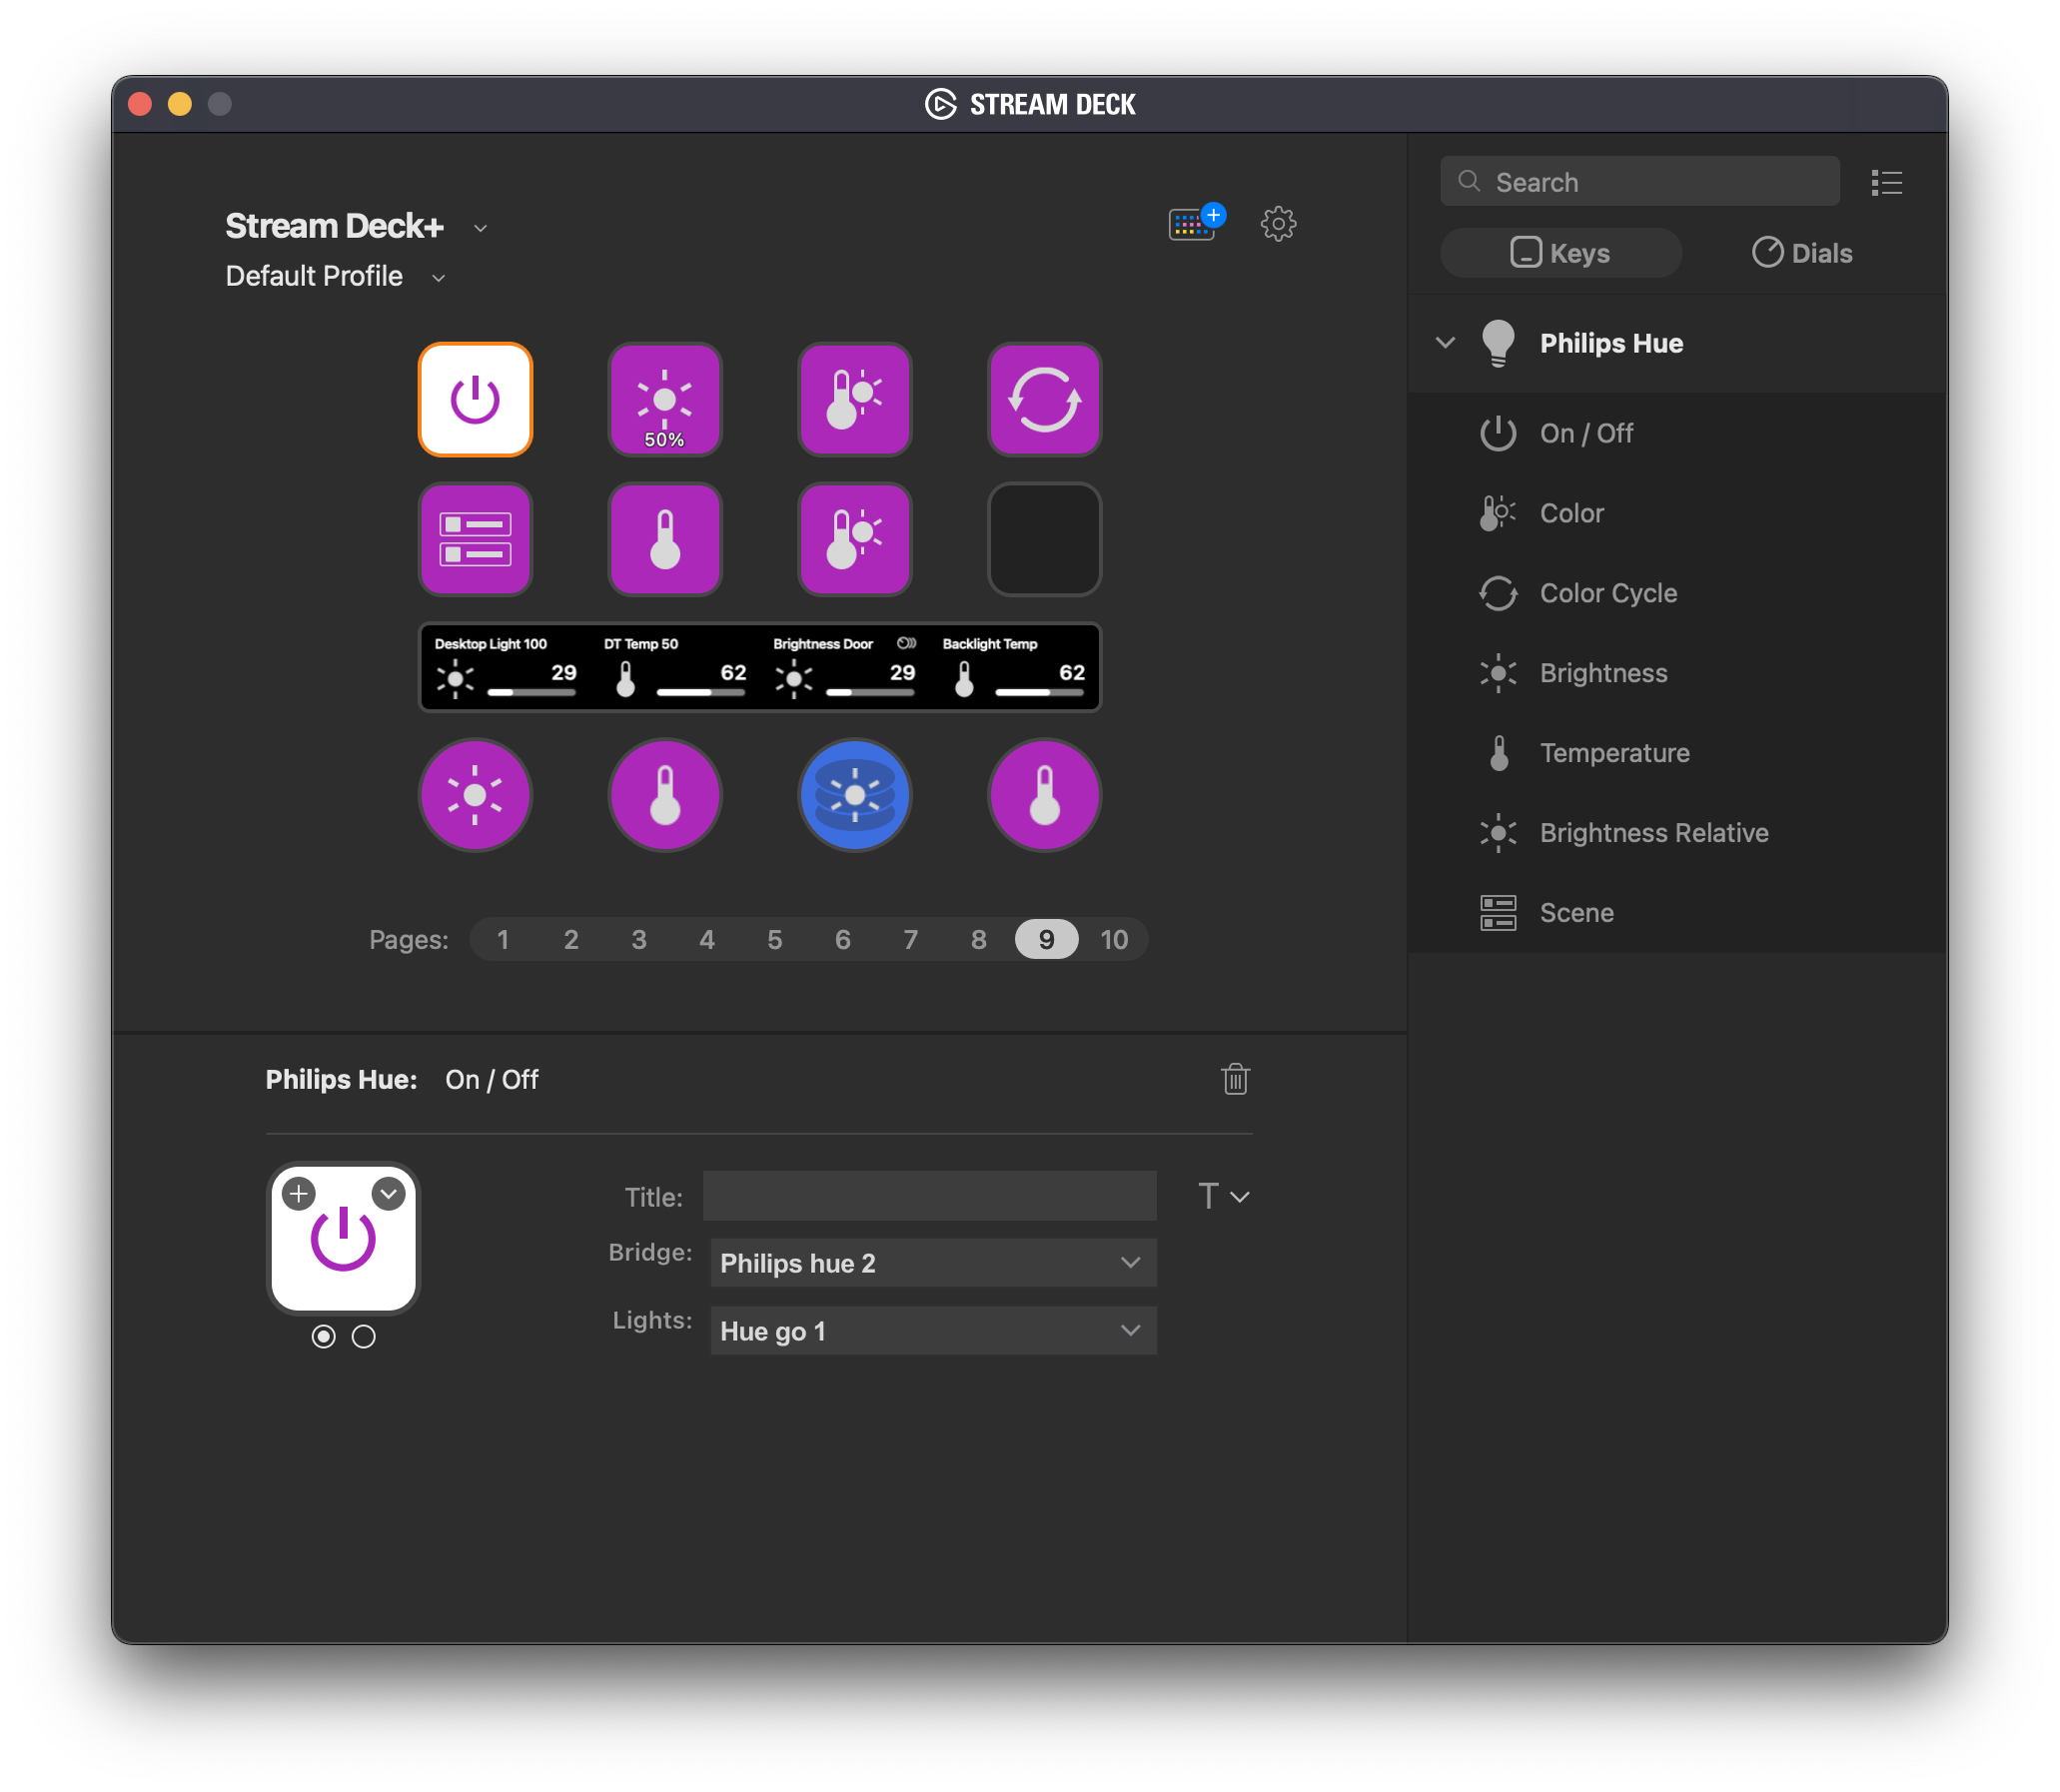 STREAM DECK
Stream Deck+
Default Profile
50%
Desktop Light 100
29
DT Temp 50
62
Brightness Door
29
Backlight Temp
62
Pages: 1 2 3 4 5 6 7 8 9 10
Search
Keys Dials
Philips Hue
On / Off
Color
Color Cycle
Brightness
Temperature
Brightness Relative
Scene
Philips Hue: On / Off
Title:
T
Bridge: Philips hue 2
Lights: Hue go 1